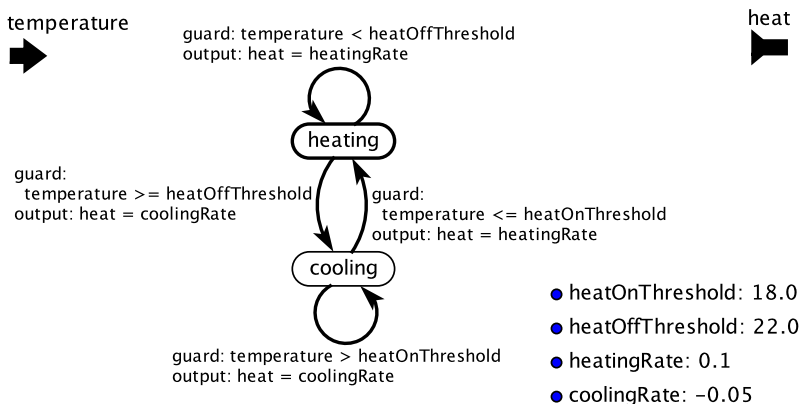 temperature
heat
guard: temperature < heatOffThreshold
output: heat = heatingRate
heating
guard:
temperature >= heatOffThreshold
output: heat = coolingRate
guard:
temperature <= heatOnThreshold
output: heat = heatingRate
cooling
guard: temperature > heatOnThreshold
output: heat = coolingRate
heatOnThreshold: 18.0
heatOffThreshold: 22.0
heatingRate: 0.1
coolingRate: -0.05